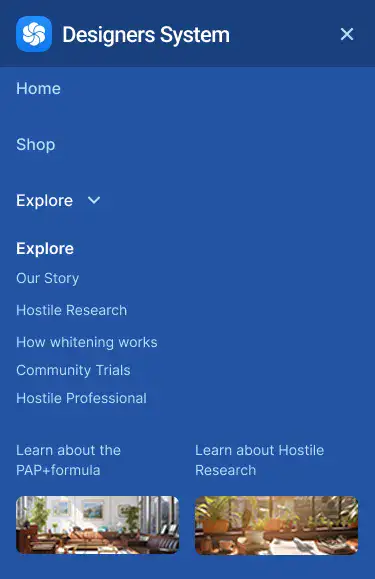 Designers System
Home
Shop
Explore
Explore
Our Story
Hostile Research
How whitening works
Community Trials
Hostile Professional
Learn about the
PAP+formula
Learn about Hostile
Research